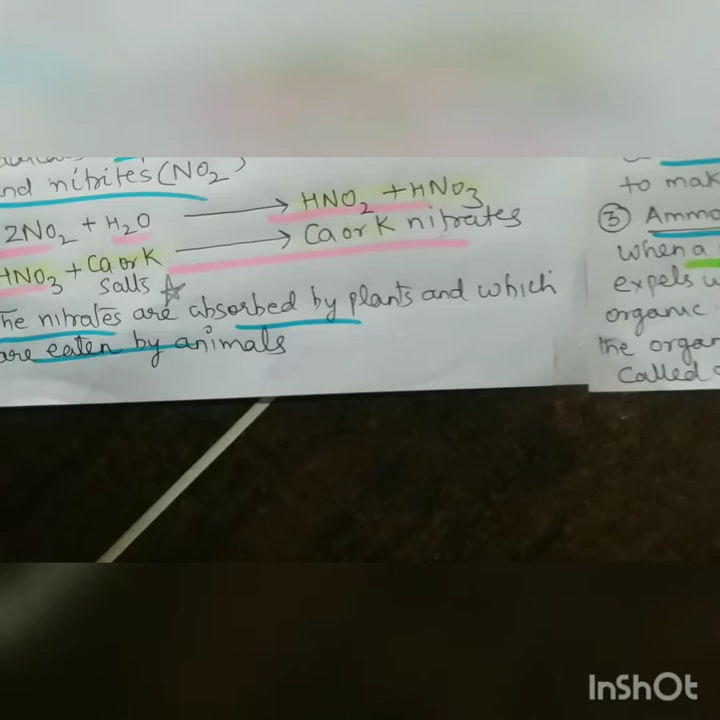 nd nitrites (NO2)
2NO2 + H2O → HNO2 + HNO3
HNO3 + Ca or K salts → Ca or K nitrates
The nitrates are absorbed by plants and which
are eaten by animals
to mak
③ Ammo
when a
expels w
organic
the organ
called
InShOt